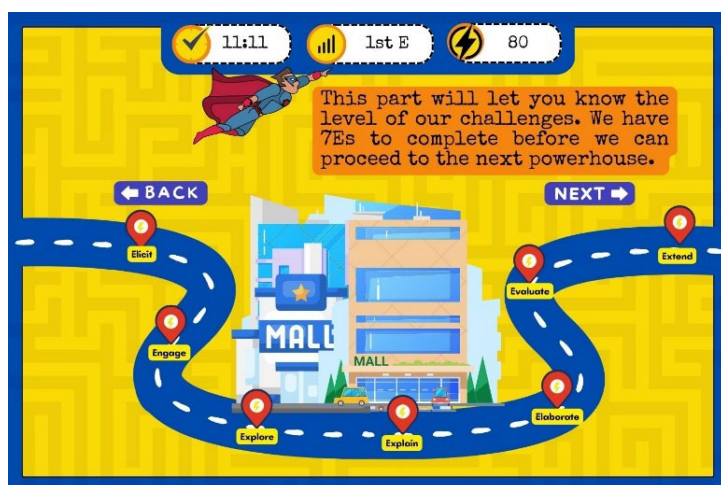 11:11
1st E
80
This part will let you know the
level of our challenges. We have
7Es to complete before we can
proceed to the next powerhouse.
BACK
NEXT
Elicit
Extend
Evaluate
Engage
MALL
MALL
Elaborate
Explore
Explain